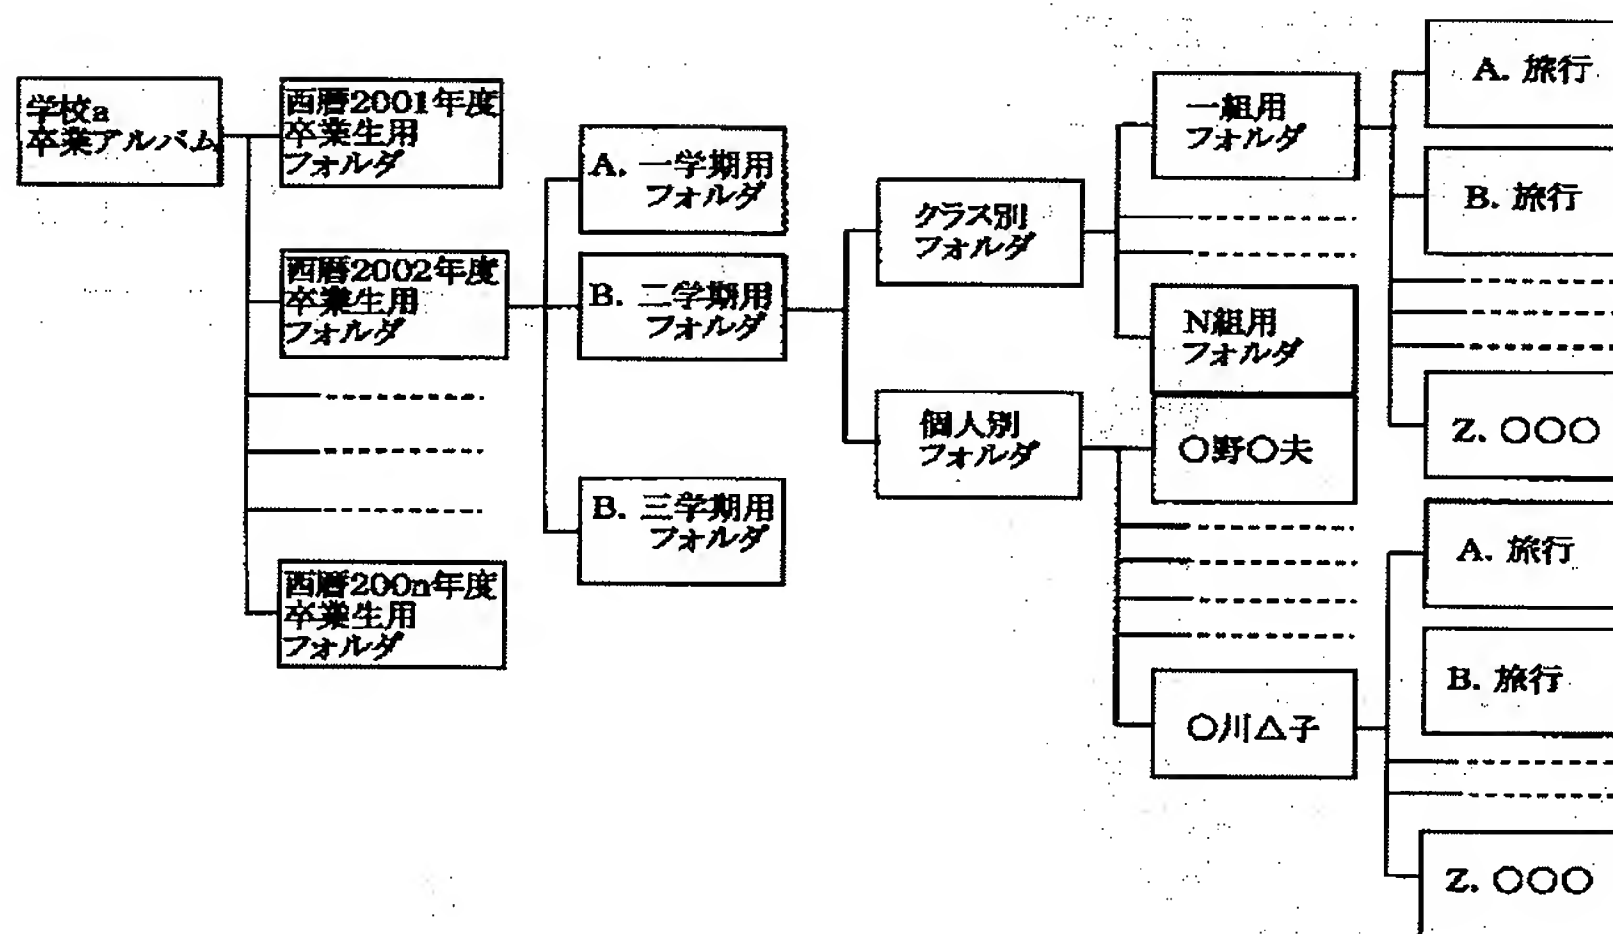 学校a
卒業アルバム
西暦2001年度
卒業生用
フォルダ
西暦2002年度
卒業生用
フォルダ
西暦200n年度
卒業生用
フォルダ
A. 一学期用
フォルダ
B. 二学期用
フォルダ
B. 三学期用
フォルダ
クラス別
フォルダ
個人別
フォルダ
一組用
フォルダ
N組用
フォルダ
○野○夫
○川△子
A. 旅行
B. 旅行
Z. ○○○
A. 旅行
B. 旅行
Z. ○○○